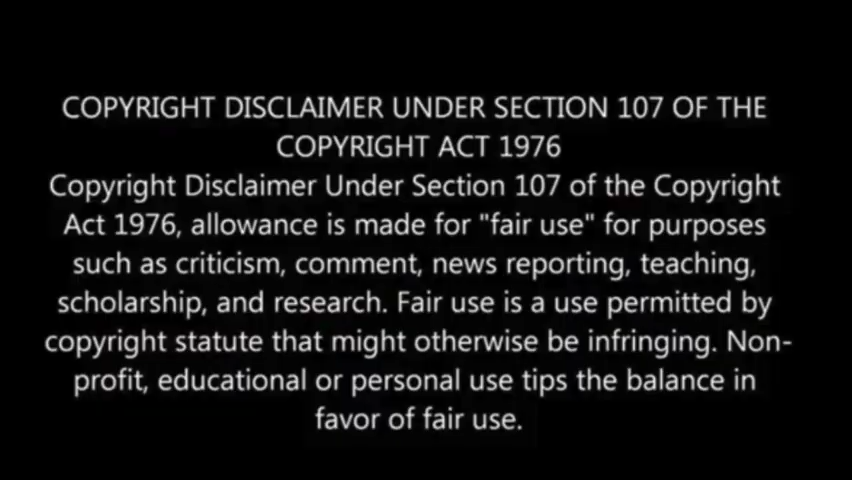 COPYRIGHT DISCLAIMER UNDER SECTION 107 OF THE
COPYRIGHT ACT 1976
Copyright Disclaimer Under Section 107 of the Copyright
Act 1976, allowance is made for "fair use" for purposes
such as criticism, comment, news reporting, teaching,
scholarship, and research. Fair use is a use permitted by
copyright statute that might otherwise be infringing. Non-
profit, educational or personal use tips the balance in
favor of fair use.